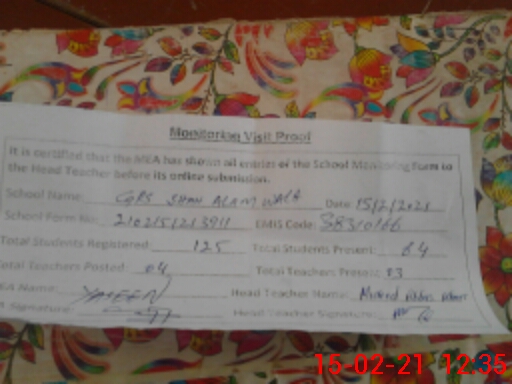 Monitoring Visit Proof
It is certified that the MEA has shown all entries of the School Monitoring Form to
the Head Teacher before its online submission.
School Name: GPS SHAH ALAM WALA Date 15/2/2021
School Form No: EMIS Code:
Total Students Registered: 125 Total Students Present: 64
Total Teachers Posted: 04 Total Teachers Present: 03
MEA Name: YASEEN Head Teacher Name:
MEA Signature: Head Teacher Signature:
15-02-21 12:35